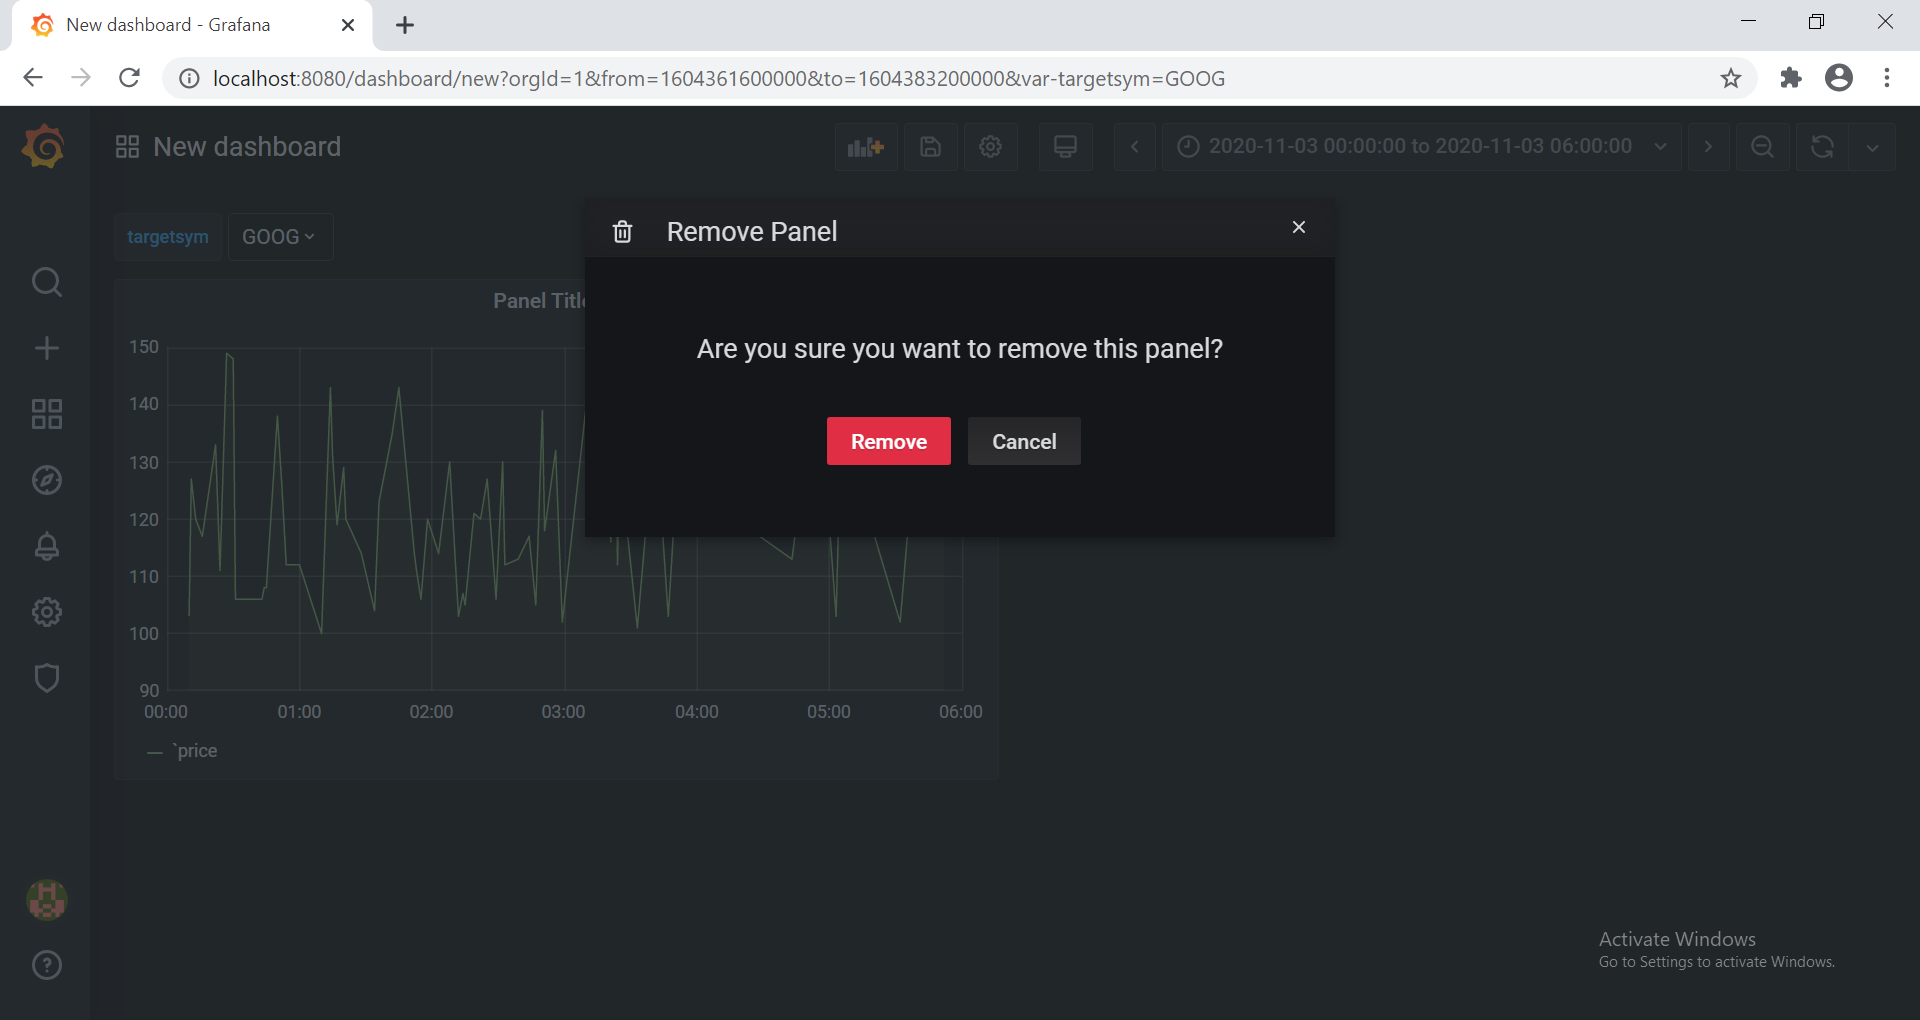 New dashboard - Grafana
localhost:8080/dashboard/new?orgId=1&from=1604361600000&to=1604383200000&var-targetsym=GOOG
New dashboard
2020-11-03 00:00:00 to 2020-11-03 06:00:00
targetsym GOOG
Remove Panel
Panel Title
Are you sure you want to remove this panel?
Remove Cancel
150
140
130
120
110
100
90
00:00 01:00 02:00 03:00 04:00 05:00 06:00
`price
Activate Windows
Go to Settings to activate Windows.